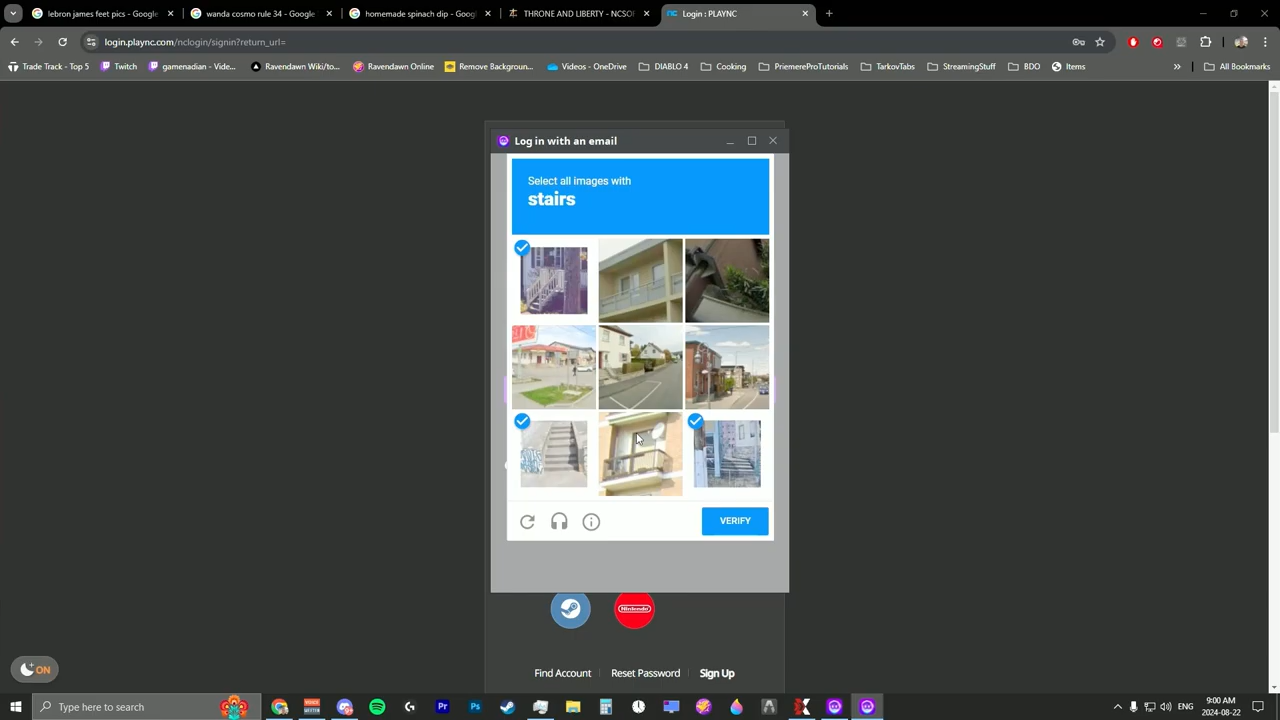 lebron james feet pics - Google
wanda cosmo rule 34 - Google
homemade spinach dip - Goog
THRONE AND LIBERTY - NCSO
Login : PLAYNC
login.plaync.com/nclogin/signin?return_url=
Trade Track - Top 5
Twitch
gamenadian - Vide...
Ravendawn Wiki/to...
Ravendawn Online
Remove Backgroun...
Videos - OneDrive
DIABLO 4
Cooking
PriemereProTutorials
TarkovTabs
StreamingStuff
BDO
Items
»
All Bookmarks
Log in with an email
Select all images with
stairs
VERIFY
Nintendo
Find Account
Reset Password
Sign Up
ON
Type here to search
Pr
Ps
ENG
9:00 AM
2024-08-22